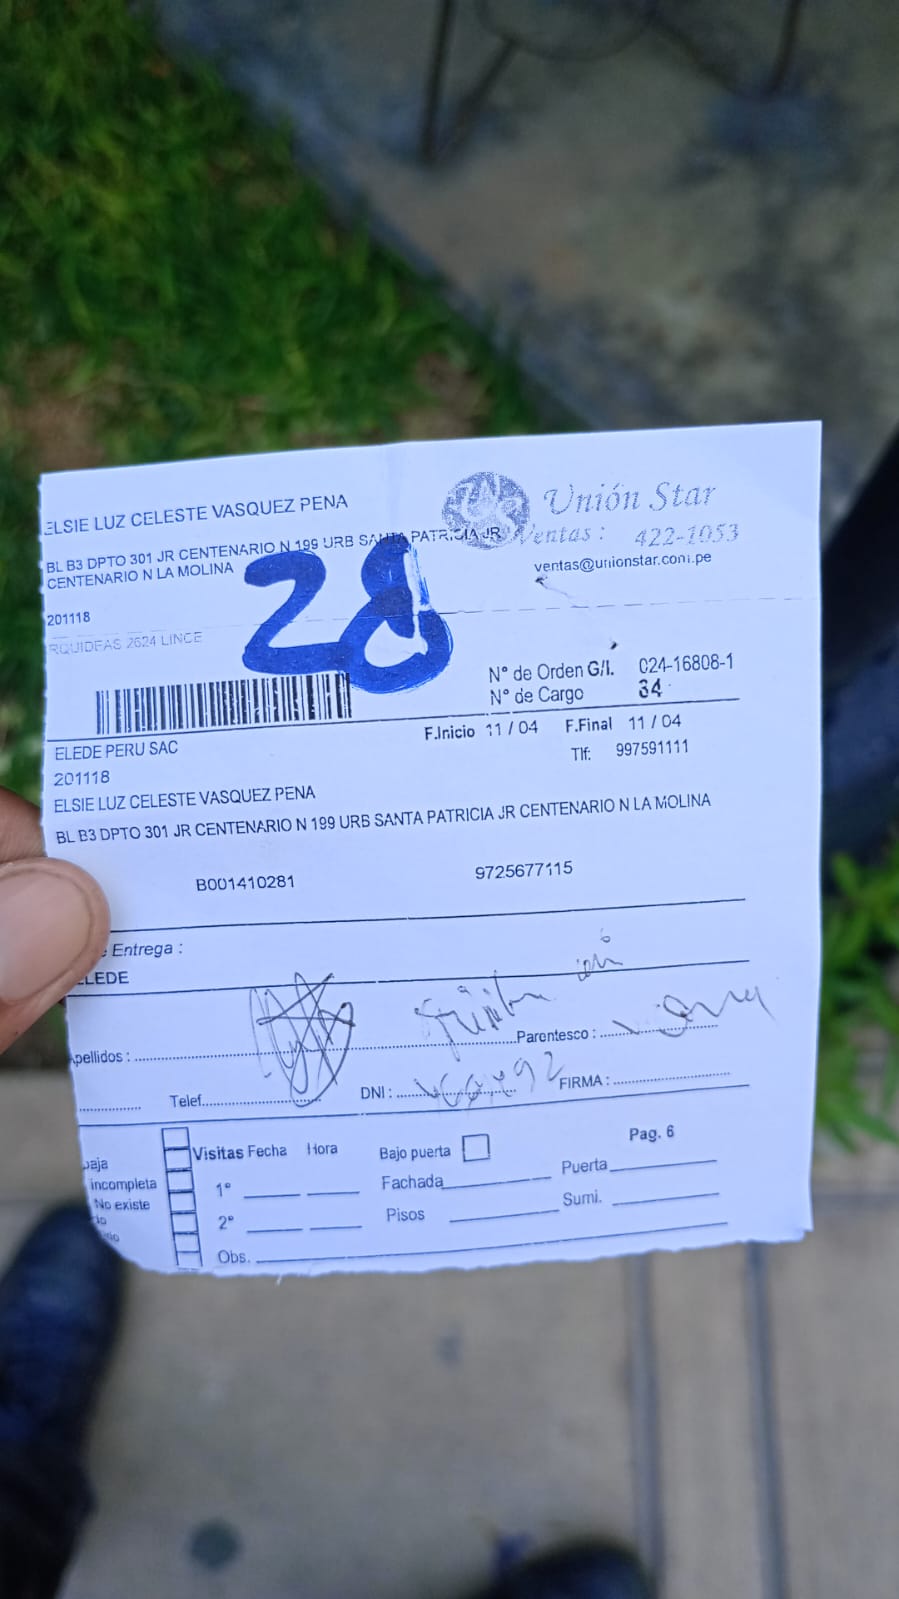 ELSIE LUZ CELESTE VASQUEZ PENA
Unión Star
Ventas: 422-1053
ventas@unionstar.com.pe
BL B3 DPTO 301 JR CENTENARIO N 199 URB SANTA PATRICIA JR
CENTENARIO N LA MOLINA
201118
RQUIDEAS 2624 LINCE
28
N° de Orden G/I. 024-16808-1
N° de Cargo 34
F.Inicio 11 / 04 F.Final 11 / 04
ELEDE PERU SAC
Tlf: 997591111
201118
ELSIE LUZ CELESTE VASQUEZ PENA
BL B3 DPTO 301 JR CENTENARIO N 199 URB SANTA PATRICIA JR CENTENARIO N LA MOLINA
B001410281 9725677115
Entrega :
ELEDE
Apellidos : Parentesco :
Telef. DNI : FIRMA :
Visitas Fecha Hora Bajo puerta Pag. 6
incompleta 1° Fachada Puerta
No existe 2° Pisos Sumi.
Obs.